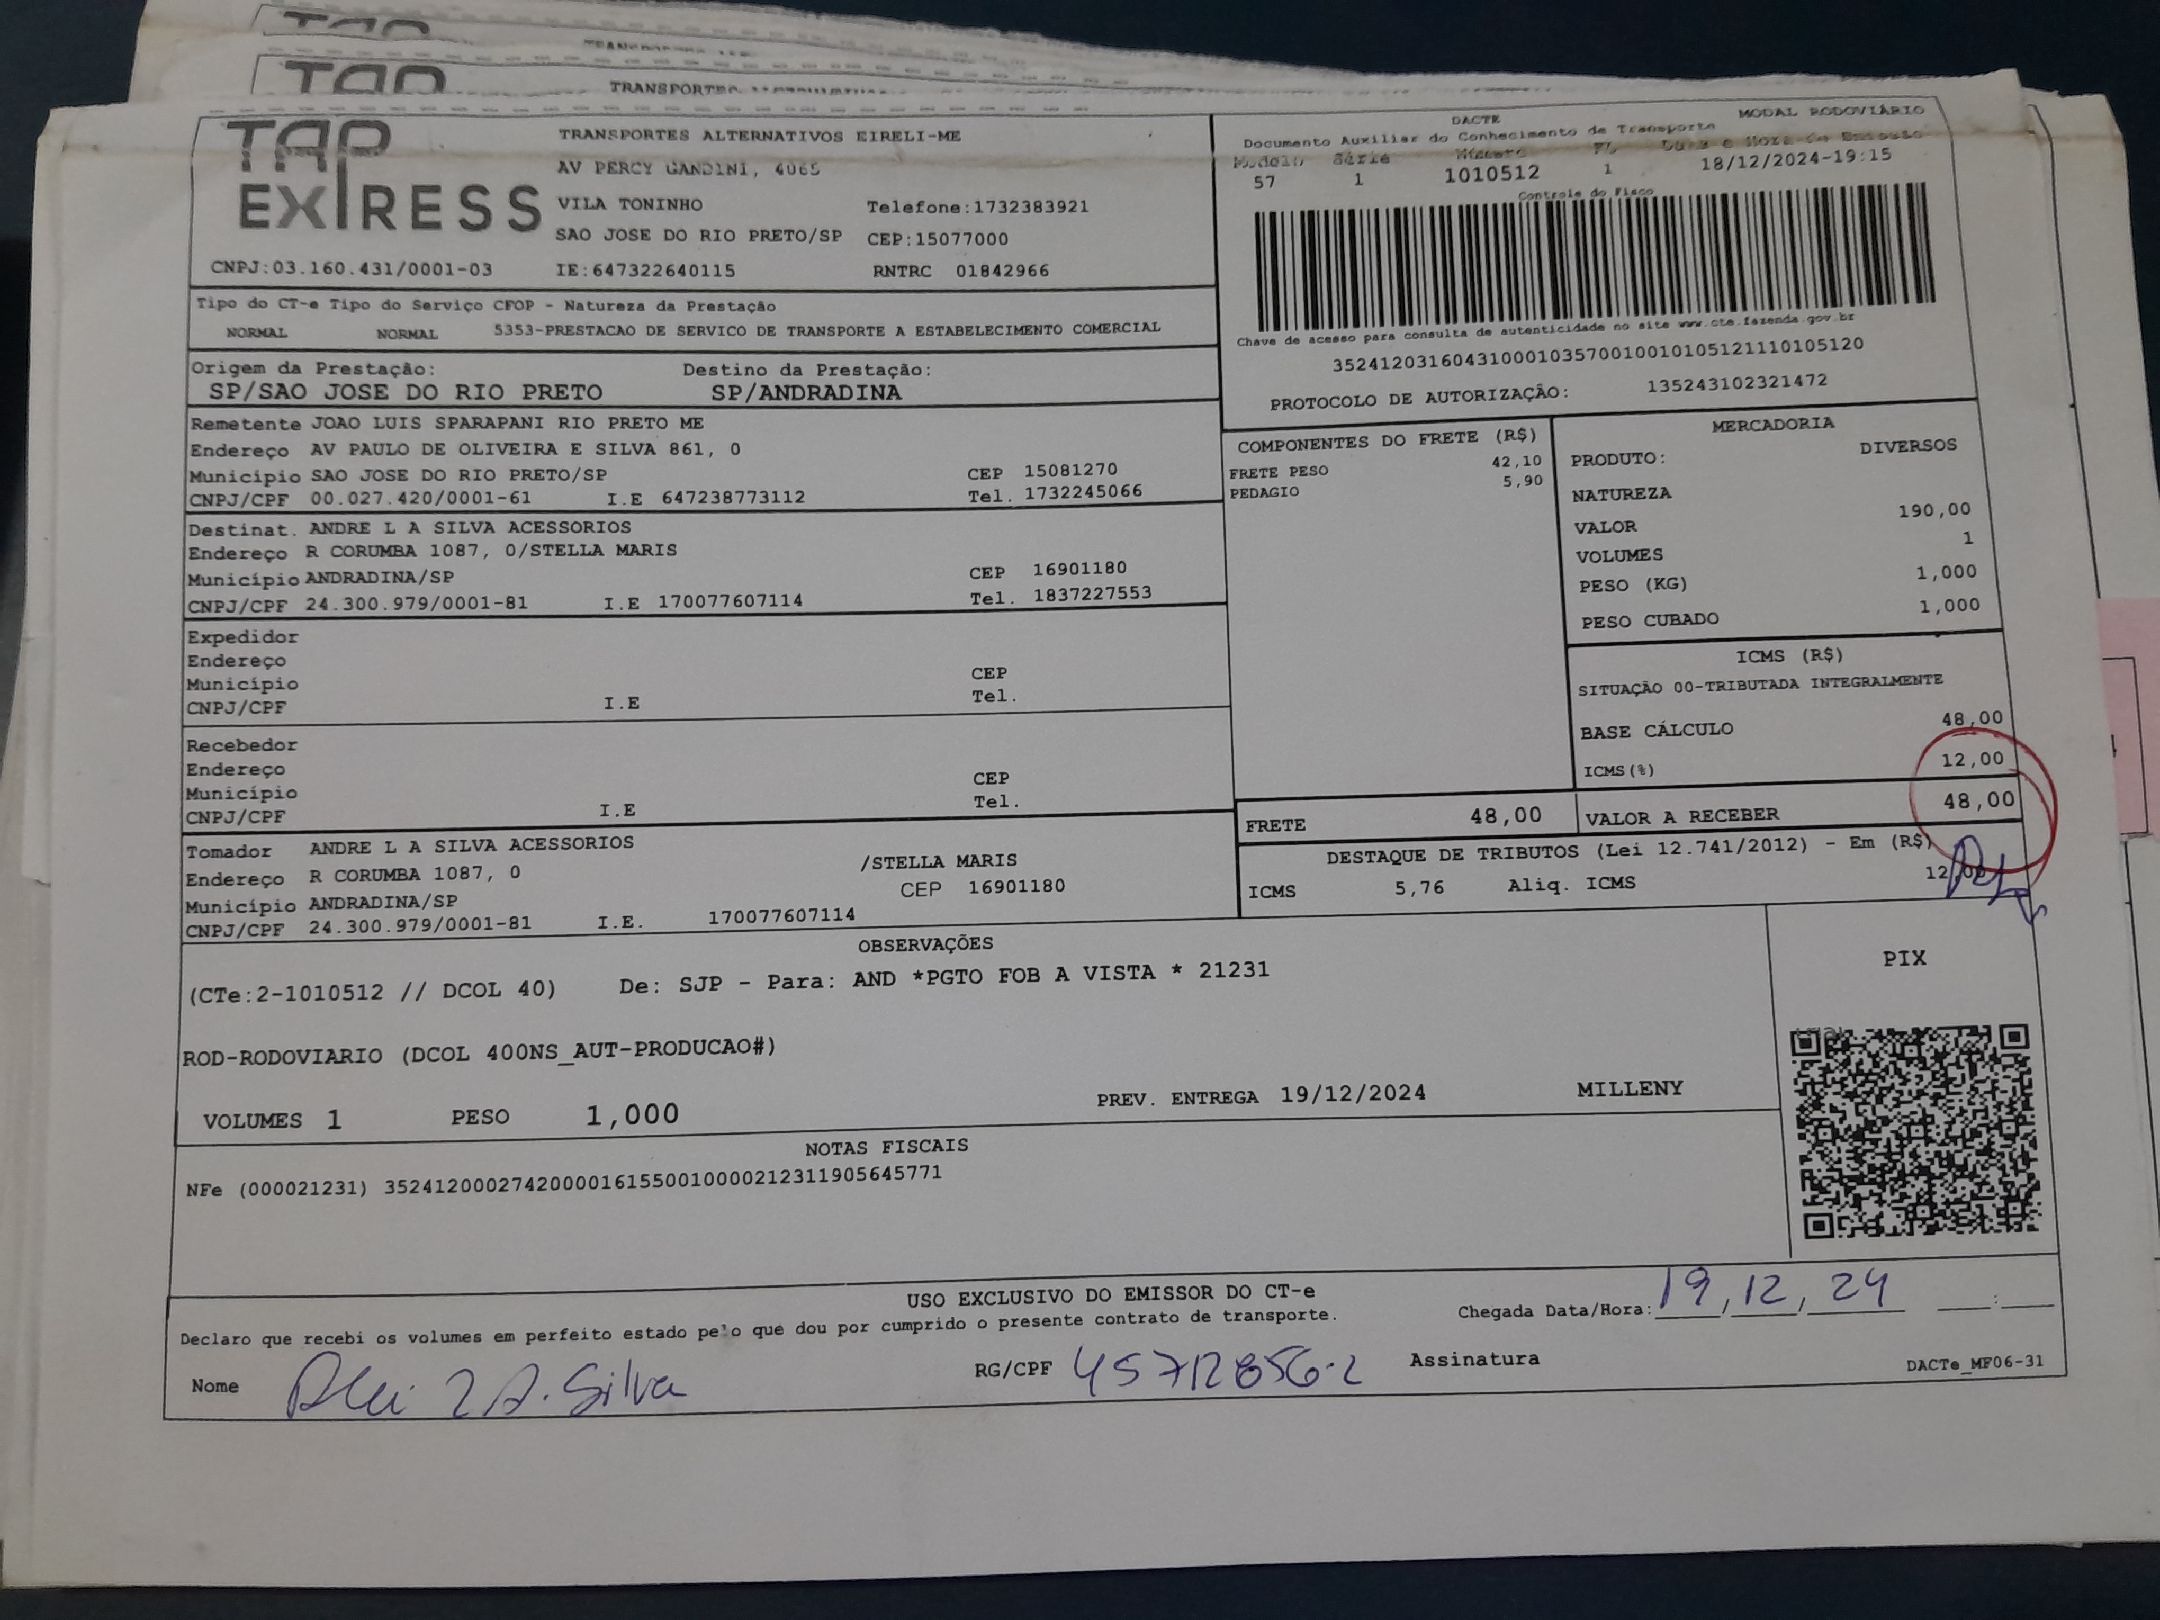 TAP
TRANSPORTES ALTERNATIVOS EIRELI-ME
AV PERCY GANDINI, 4065
EXPRESS
VILA TONINHO Telefone:1732383921
SAO JOSE DO RIO PRETO/SP CEP:15077000
CNPJ:03.160.431/0001-03 IE:647322640115 RNTRC 01842966
DACTE MODAL RODOVIÁRIO
Documento Auxiliar do Conhecimento de Transporte
Modelo Série Número FL Data e Hora de Emissão
57 1 1010512 1 18/12/2024-19:15
Controle do Fisco
Chave de acesso para consulta de autenticidade no site www.cte.fazenda.gov.br
35241203160431000103570010010105121110105120
PROTOCOLO DE AUTORIZAÇÃO: 135243102321472
Tipo do CT-e Tipo do Serviço CFOP - Natureza da Prestação
NORMAL NORMAL 5353-PRESTACAO DE SERVICO DE TRANSPORTE A ESTABELECIMENTO COMERCIAL
Origem da Prestação: Destino da Prestação:
SP/SAO JOSE DO RIO PRETO SP/ANDRADINA
Remetente JOAO LUIS SPARAPANI RIO PRETO ME
Endereço AV PAULO DE OLIVEIRA E SILVA 861, 0
Município SAO JOSE DO RIO PRETO/SP CEP 15081270
CNPJ/CPF 00.027.420/0001-61 I.E 647238773112 Tel. 1732245066
Destinat. ANDRE L A SILVA ACESSORIOS
Endereço R CORUMBA 1087, 0/STELLA MARIS
Município ANDRADINA/SP CEP 16901180
CNPJ/CPF 24.300.979/0001-81 I.E 170077607114 Tel. 1837227553
Expedidor
Endereço
Município CEP
CNPJ/CPF I.E Tel.
Recebedor
Endereço
Município CEP
CNPJ/CPF I.E Tel.
Tomador ANDRE L A SILVA ACESSORIOS
Endereço R CORUMBA 1087, 0 /STELLA MARIS
Município ANDRADINA/SP CEP 16901180
CNPJ/CPF 24.300.979/0001-81 I.E. 170077607114
COMPONENTES DO FRETE (R$)
FRETE PESO 42,10
PEDAGIO 5,90
MERCADORIA
PRODUTO: DIVERSOS
NATUREZA
VALOR 190,00
VOLUMES 1
PESO (KG) 1,000
PESO CUBADO 1,000
ICMS (R$)
SITUAÇÃO 00-TRIBUTADA INTEGRALMENTE
BASE CÁLCULO 48,00
ICMS(%) 12,00
FRETE 48,00 VALOR A RECEBER 48,00
DESTAQUE DE TRIBUTOS (Lei 12.741/2012) - Em (R$)
ICMS 5,76 Aliq. ICMS 12,00
OBSERVAÇÕES
(CTe:2-1010512 // DCOL 40) De: SJP - Para: AND *PGTO FOB A VISTA * 21231
ROD-RODOVIARIO (DCOL 400NS_AUT-PRODUCAO#)
VOLUMES 1 PESO 1,000 PREV. ENTREGA 19/12/2024 MILLENY
PIX
NOTAS FISCAIS
NFe (000021231) 35241200027420000161550010000212311905645771
USO EXCLUSIVO DO EMISSOR DO CT-e
Declaro que recebi os volumes em perfeito estado pelo que dou por cumprido o presente contrato de transporte.
Chegada Data/Hora: 19, 12, 24 :
Nome Silva RG/CPF 45712856-2 Assinatura
DACTe_MF06-31